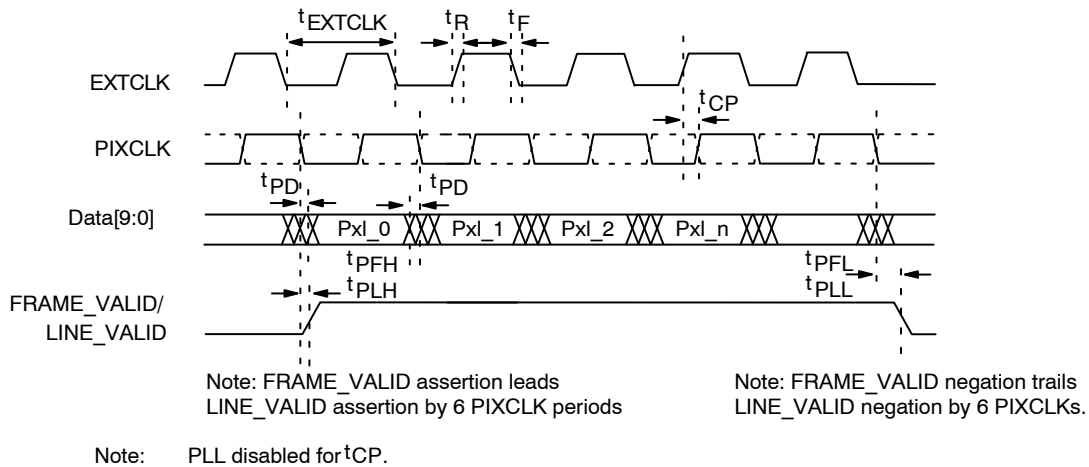 tEXTCLK
tR
tF
EXTCLK
tCP
PIXCLK
tPD
tPD
Data[9:0]
Pxl_0
Pxl_1
Pxl_2
Pxl_n
tPFH
tPLH
tPFL
tPLL
FRAME_VALID/
LINE_VALID
Note: FRAME_VALID assertion leads
LINE_VALID assertion by 6 PIXCLK periods
Note: FRAME_VALID negation trails
LINE_VALID negation by 6 PIXCLKs.
Note: PLL disabled for tCP.